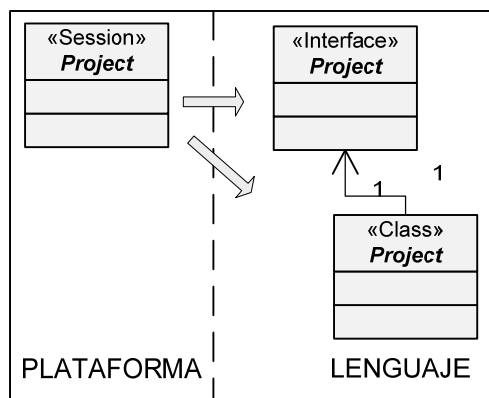 «Session»
Project
«Interface»
Project
1
1
«Class»
Project
PLATAFORMA
LENGUAJE